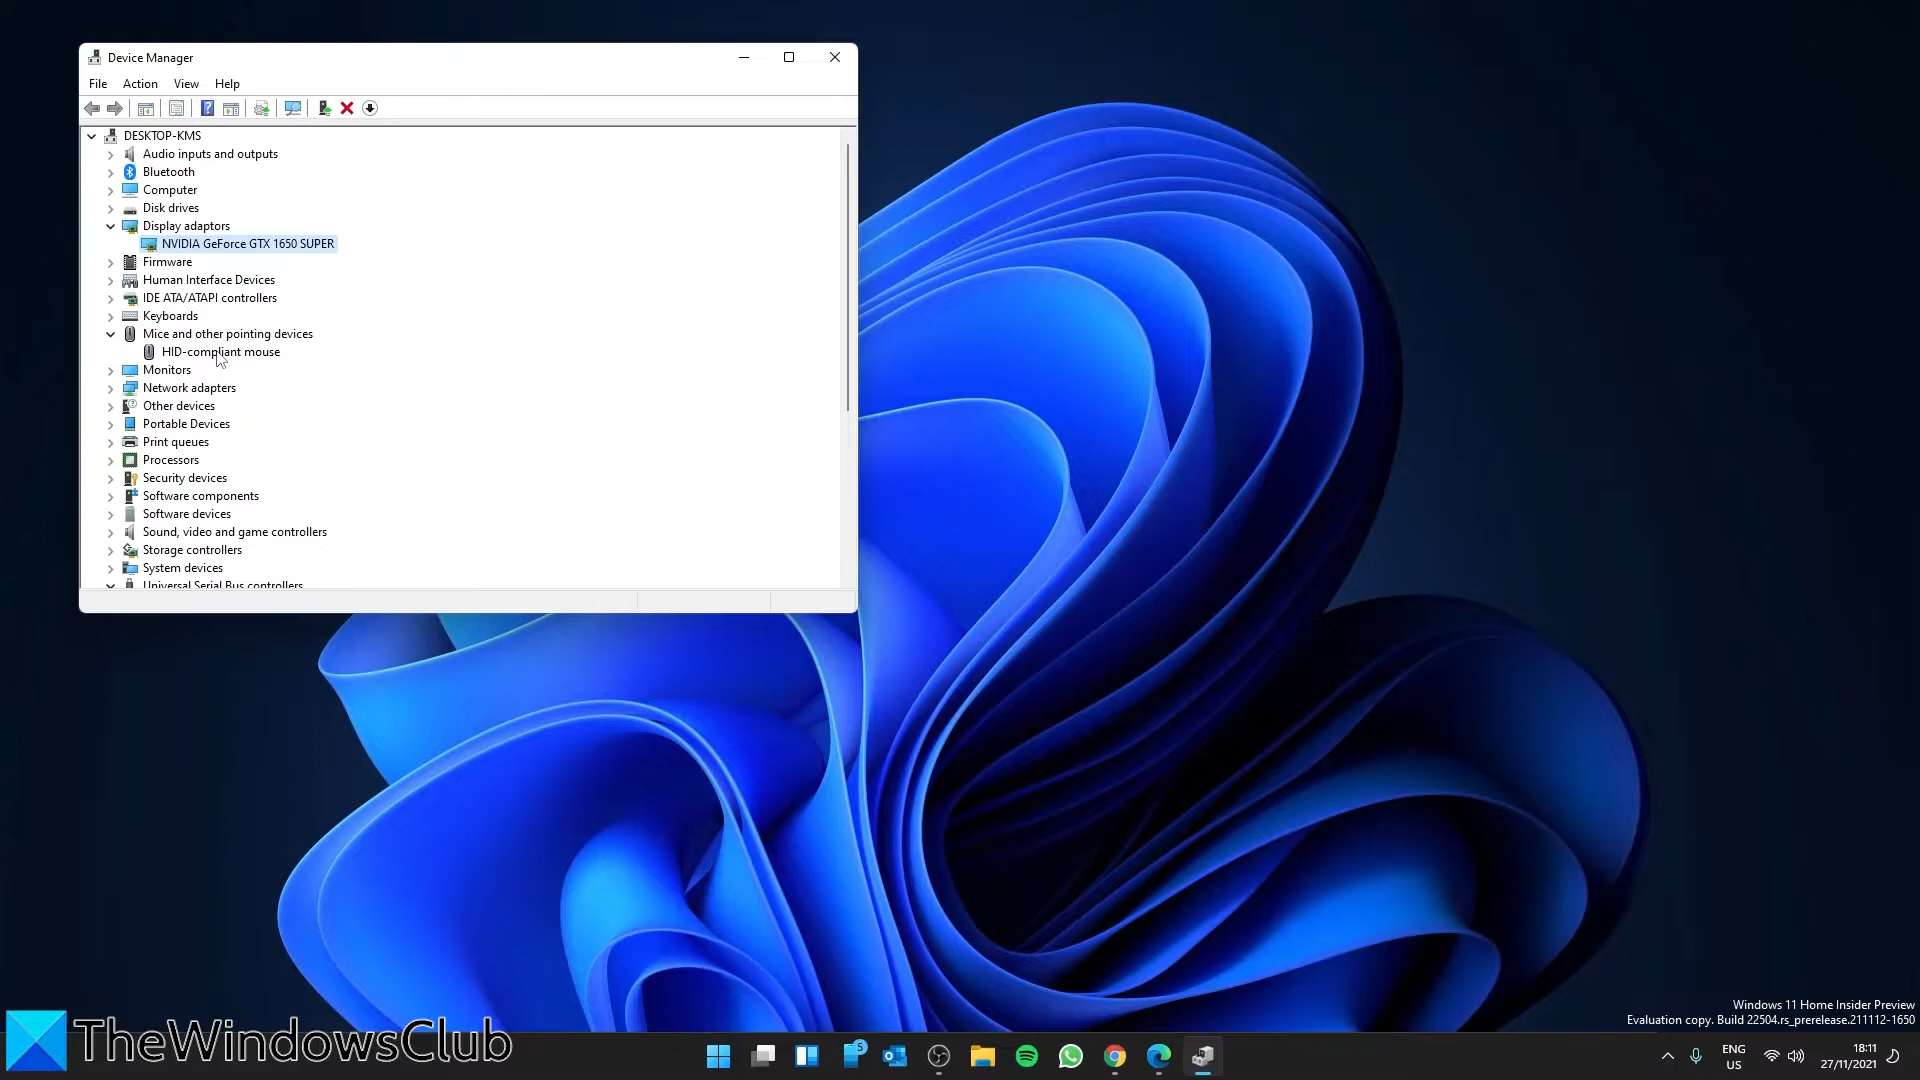 Device Manager
File Action View Help
DESKTOP-KMS
Audio inputs and outputs
Bluetooth
Computer
Disk drives
Display adaptors
NVIDIA GeForce GTX 1650 SUPER
Firmware
Human Interface Devices
IDE ATA/ATAPI controllers
Keyboards
Mice and other pointing devices
HID-compliant mouse
Monitors
Network adapters
Other devices
Portable Devices
Print queues
Processors
Security devices
Software components
Software devices
Sound, video and game controllers
Storage controllers
System devices
Universal Serial Bus controllers
Windows 11 Home Insider Preview
Evaluation copy. Build 22504.rs_prerelease.211112-1650
TheWindowsClub
5
ENG
US
18:11
27/11/2021